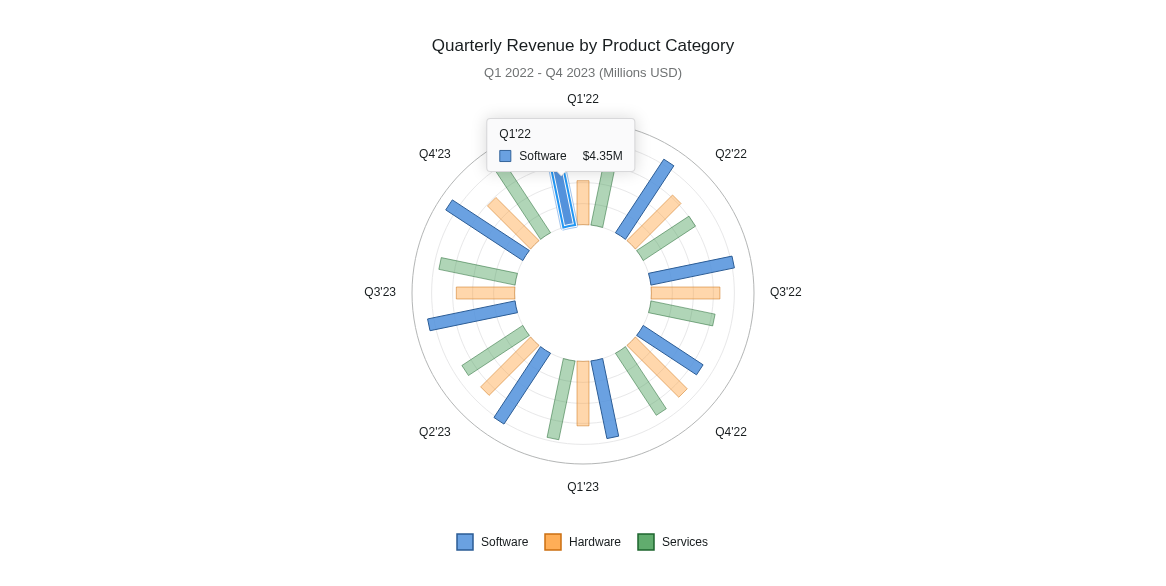 Quarterly Revenue by Product Category
Q1 2022 - Q4 2023 (Millions USD)
Q1'22
Q1'22
Software $4.35M
Q4'23
Q2'22
Q3'23
Q3'22
Q2'23
Q4'22
Q1'23
Software Hardware Services